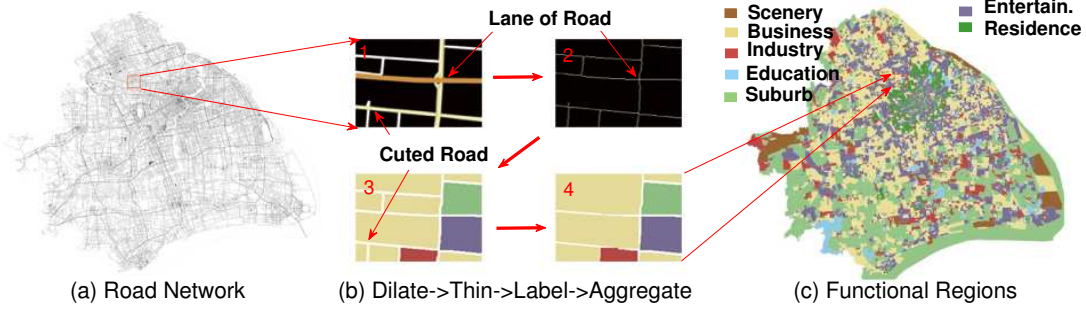 Lane of Road
1
2
Cuted Road
3
4
Scenery
Business
Industry
Education
Suburb
Entertain.
Residence
(a) Road Network
(b) Dilate->Thin->Label->Aggregate
(c) Functional Regions